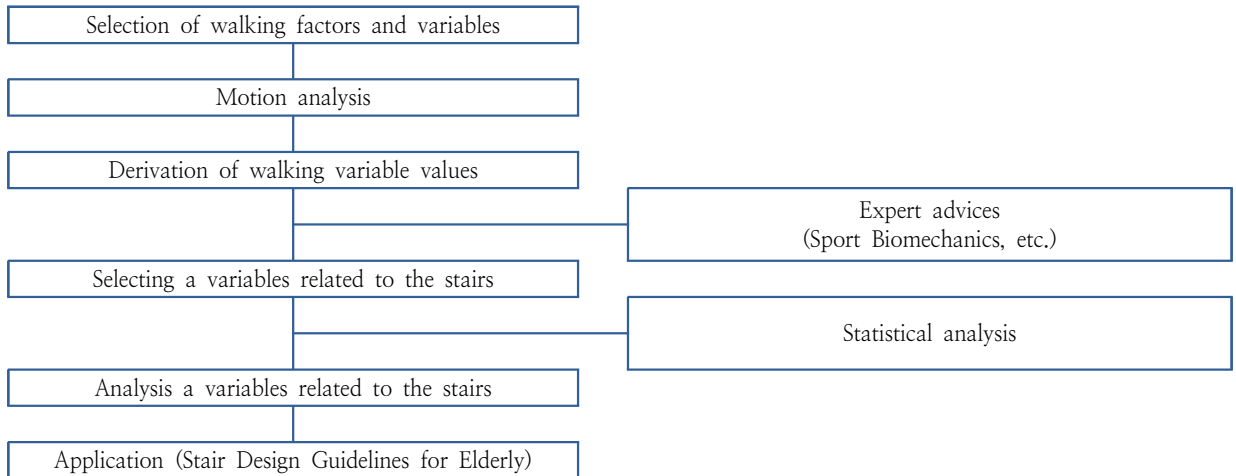 Selection of walking factors and variables
Motion analysis
Derivation of walking variable values
Expert advices
(Sport Biomechanics, etc.)
Selecting a variables related to the stairs
Statistical analysis
Analysis a variables related to the stairs
Application (Stair Design Guidelines for Elderly)